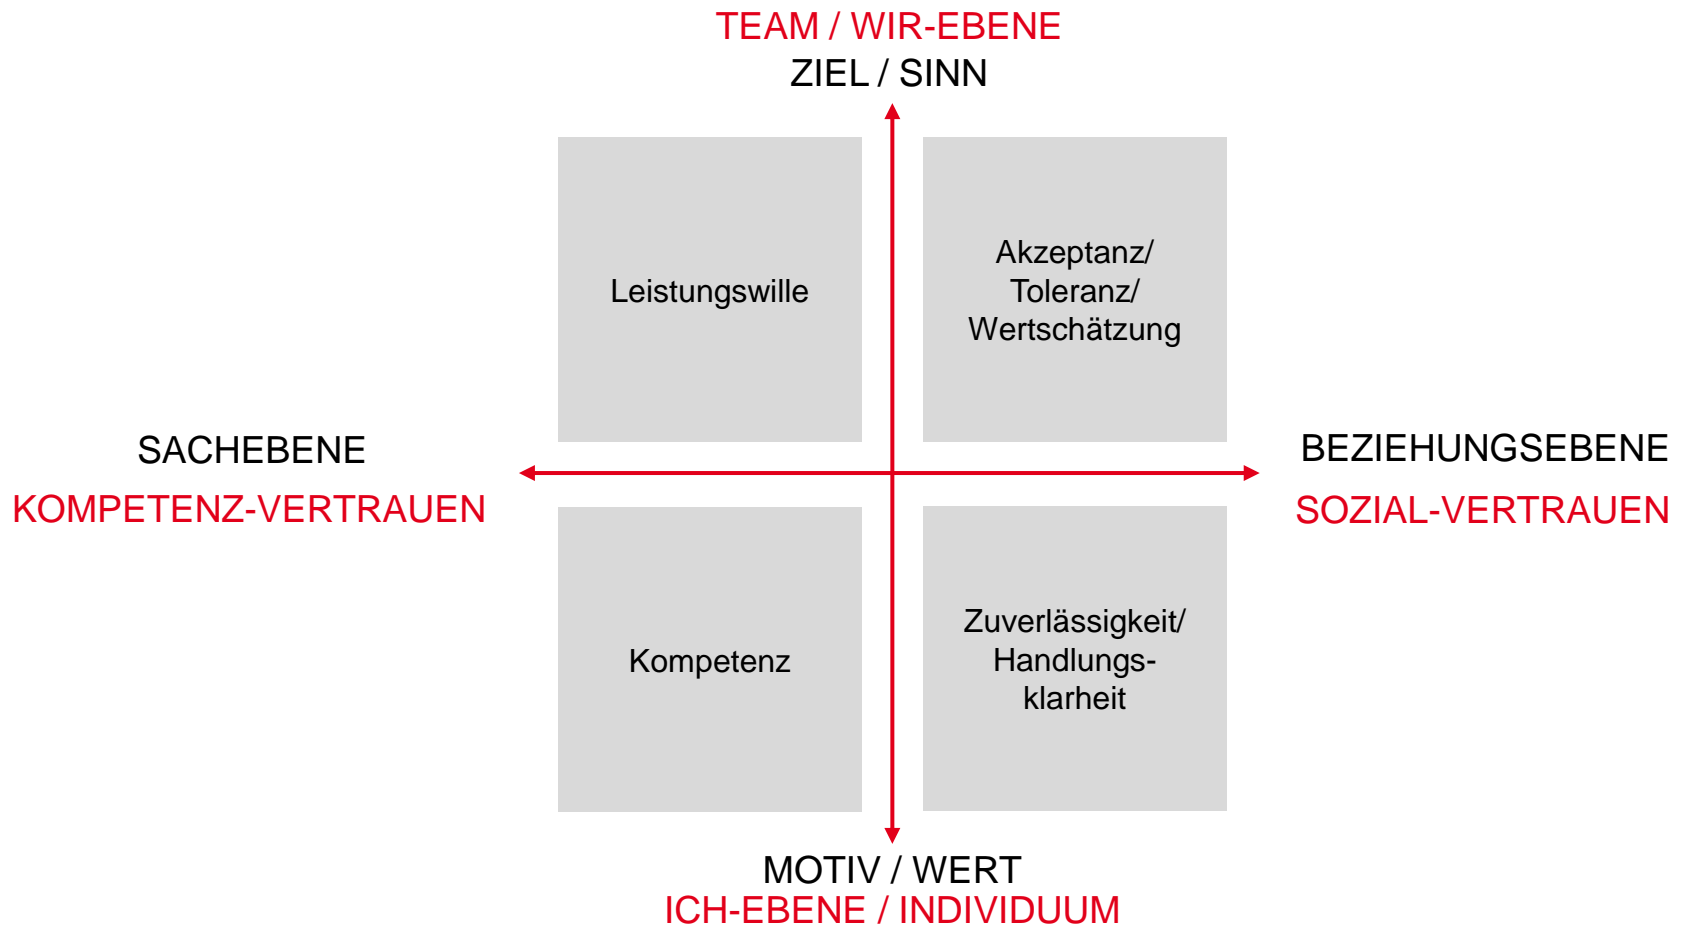 TEAM / WIR-EBENE
ZIEL / SINN
Leistungswille
Akzeptanz/
Toleranz/
Wertschätzung
SACHEBENE
KOMPETENZ-VERTRAUEN
BEZIEHUNGSEBENE
SOZIAL-VERTRAUEN
Kompetenz
Zuverlässigkeit/
Handlungs-
klarheit
MOTIV / WERT
ICH-EBENE / INDIVIDUUM